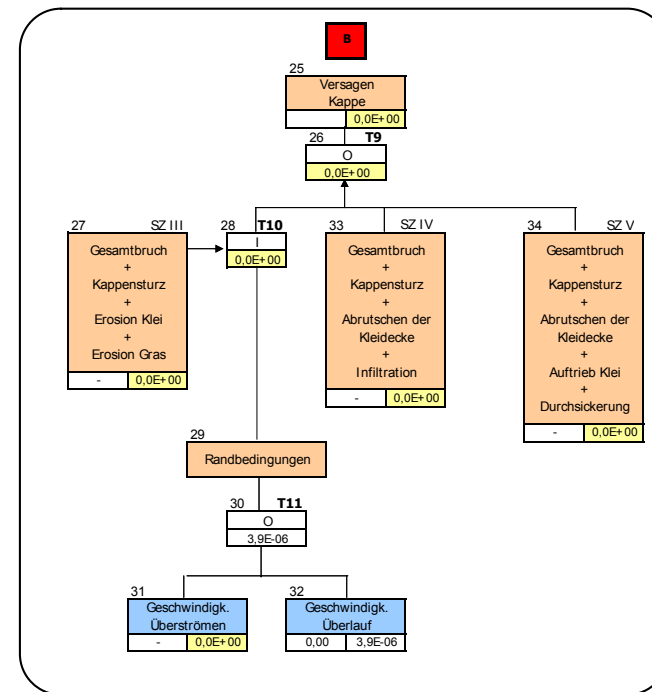 B
25
Versagen
Kappe
0,0E+00
26 T9
O
0,0E+00
27 SZ III
Gesamtbruch
+
Kappensturz
+
Erosion Klei
+
Erosion Gras
- 0,0E+00
28 T10
I
0,0E+00
33 SZ IV
Gesamtbruch
+
Kappensturz
+
Abrutschen der
Kleidecke
+
Infiltration
- 0,0E+00
34 SZ V
Gesamtbruch
+
Kappensturz
+
Abrutschen der
Kleidecke
+
Auftrieb Klei
+
Durchsickerung
- 0,0E+00
29
Randbedingungen
30 T11
O
3,9E-06
31
Geschwindigk.
Überströmen
- 0,0E+00
32
Geschwindigk.
Überlauf
0,00 3,9E-06